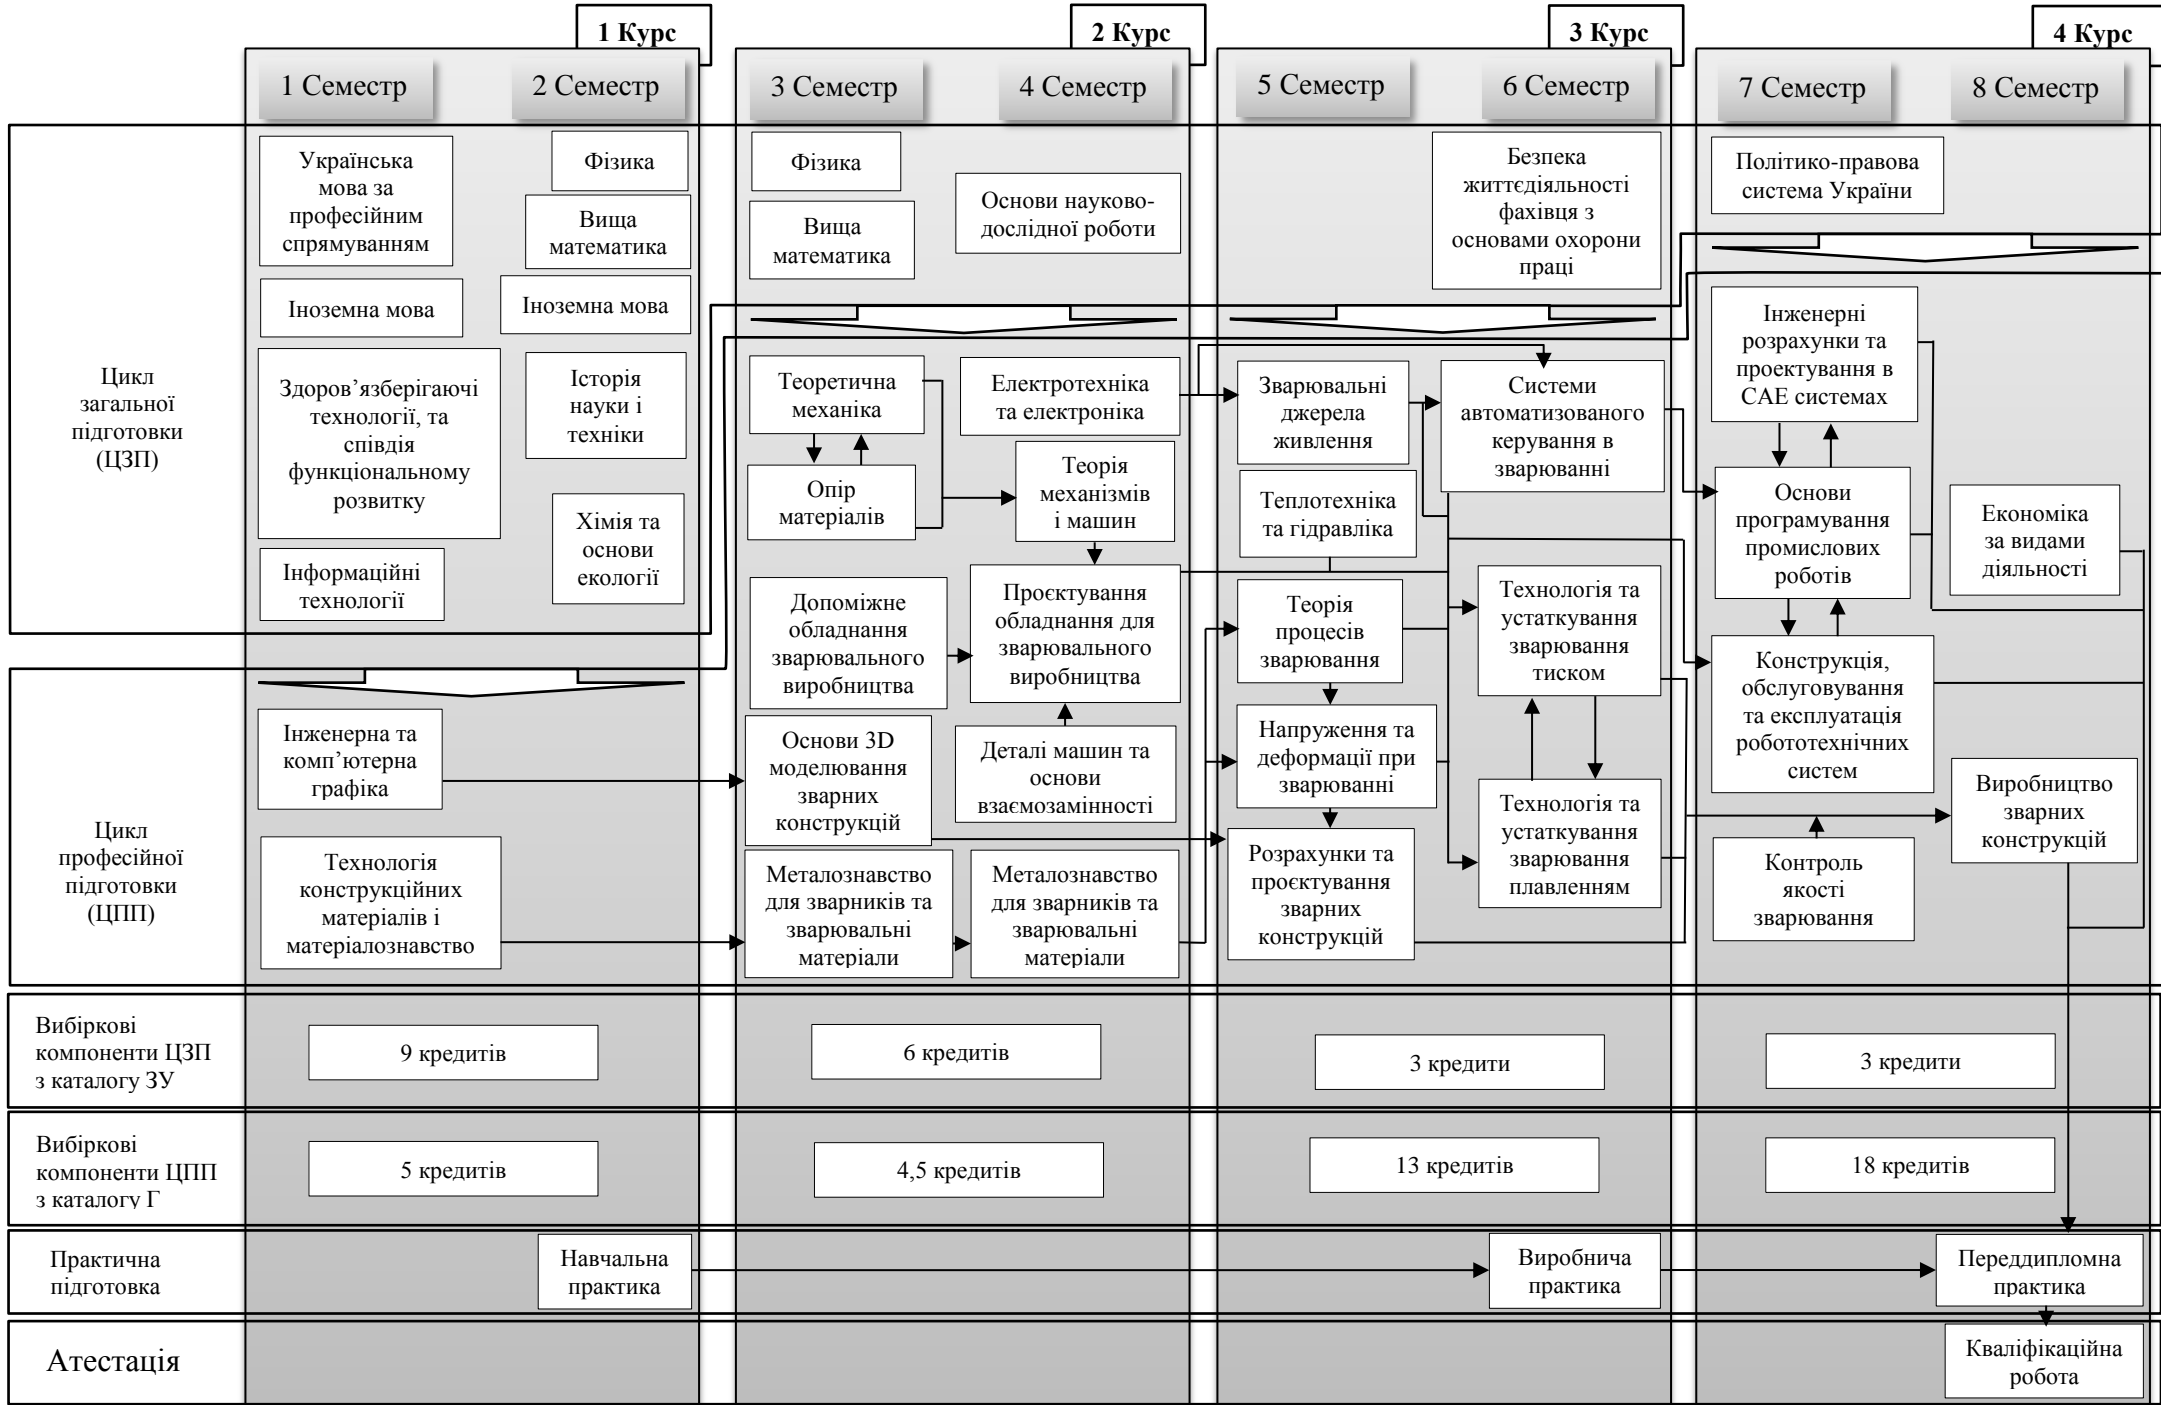 1 Курс
2 Курс
3 Курс
4 Курс
1 Семестр
2 Семестр
3 Семестр
4 Семестр
5 Семестр
6 Семестр
7 Семестр
8 Семестр
Цикл
загальної
підготовки
(ЦЗП)
Українська
мова за
професійним
спрямуванням
Іноземна мова
Здоров’язберігаючі
технології, та
співдія
функціональному
розвитку
Інформаційні
технології
Фізика
Вища
математика
Іноземна мова
Історія
науки і
техніки
Хімія та
основи
екології
Фізика
Вища
математика
Основи науково-
дослідної роботи
Безпека
життєдіяльності
фахівця з
основами охорони
праці
Політико-правова
система України
Цикл
професійної
підготовки
(ЦПП)
Інженерна та
комп’ютерна
графіка
Технологія
конструкційних
матеріалів і
матеріалознавство
Теоретична
механіка
Опір
матеріалів
Допоміжне
обладнання
зварювального
виробництва
Основи 3D
моделювання
зварних
конструкцій
Металознавство
для зварників та
зварювальні
матеріали
Електротехніка
та електроніка
Теорія
механізмів
і машин
Проєктування
обладнання для
зварювального
виробництва
Деталі машин та
основи
взаємозамінності
Металознавство
для зварників та
зварювальні
матеріали
Зварювальні
джерела
живлення
Теплотехніка
та гідравліка
Теорія
процесів
зварювання
Напруження та
деформації при
зварюванні
Розрахунки та
проєктування
зварних
конструкцій
Системи
автоматизованого
керування в
зварюванні
Технологія та
устаткування
зварювання
тиском
Технологія та
устаткування
зварювання
плавленням
Інженерні
розрахунки та
проектування в
САЕ системах
Основи
програмування
промислових
роботів
Конструкція,
обслуговування
та експлуатація
робототехнічних
систем
Контроль
якості
зварювання
Економіка
за видами
діяльності
Виробництво
зварних
конструкцій
Вибіркові
компоненти ЦЗП
з каталогу ЗУ
9 кредитів
6 кредитів
3 кредити
3 кредити
Вибіркові
компоненти ЦПП
з каталогу Г
5 кредитів
4,5 кредитів
13 кредитів
18 кредитів
Практична
підготовка
Навчальна
практика
Виробнича
практика
Переддипломна
практика
Атестація
Кваліфікаційна
робота